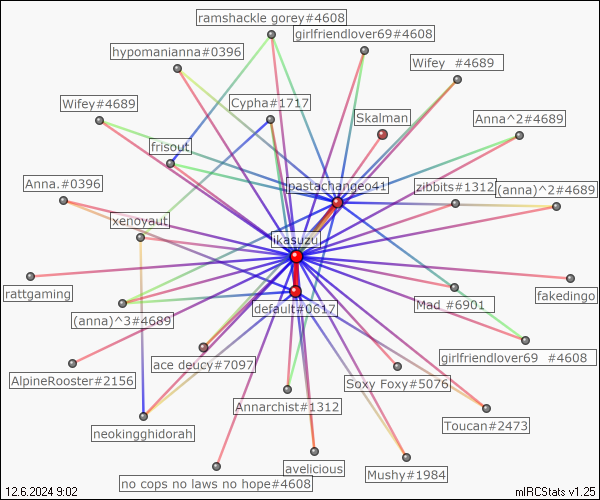 ramshackle gorey#4608
girlfriendlover69#4608
hypomanianna#0396
Wifey  #4689
Wifey#4689
Cypha#1717
Skalman
Anna^2#4689
frisout
Anna.#0396
pastachangeo41
zibbits#1312
(anna)^2#4689
xenoyaut
ikasuzu
rattgaming
fakedingo
(anna)^3#4689
default#0617
Mad #6901
ace deucy#7097
girlfriendlover69  #4608
AlpineRooster#2156
Soxy Foxy#5076
Annarchist#1312
Toucan#2473
neokingghidorah
avelicious
Mushy#1984
no cops no laws no hope#4608
12.6.2024 9:02
mIRCStats v1.25